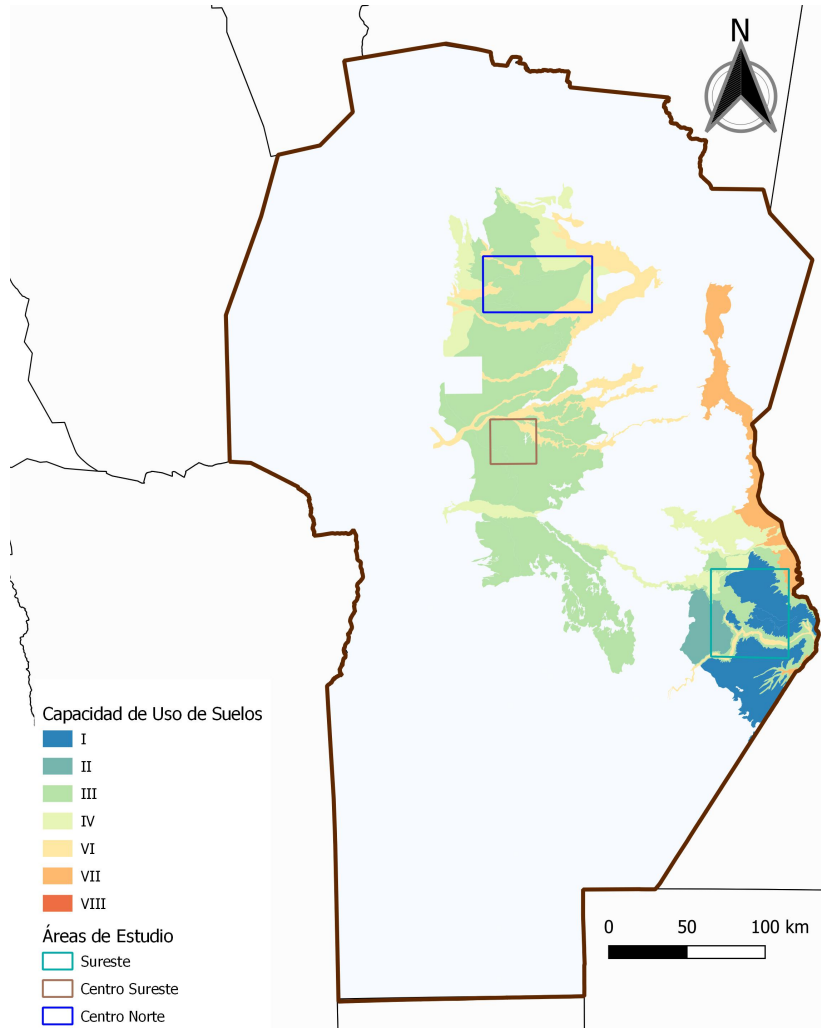 N
Capacidad de Uso de Suelos
I
II
III
IV
VI
VII
VIII
Áreas de Estudio
Sureste
Centro Sureste
Centro Norte
0 50 100 km